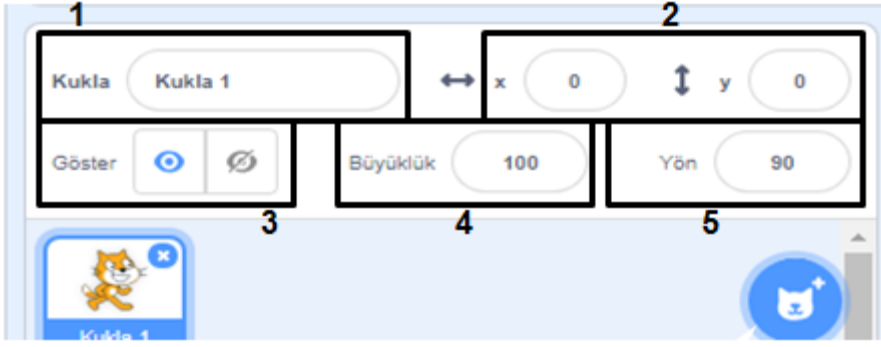 1 2
Kukla Kukla 1 x 0 y 0
Göster Büyüklük 100 Yön 90
3 4 5
Kukla 1